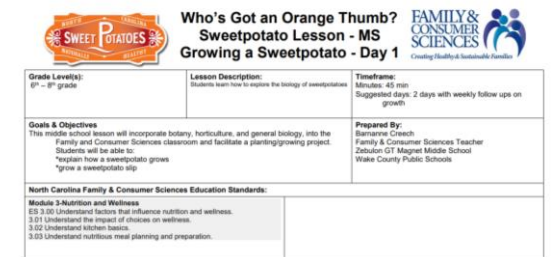 NORTH CAROLINA
SWEET POTATOES
NATURALLY HEALTHY
Who's Got an Orange Thumb?
Sweetpotato Lesson - MS
Growing a Sweetpotato - Day 1
FAMILY &
CONSUMER
SCIENCES
Creating Healthy & Sustainable Families
Grade Level(s):
6th – 8th grade
Lesson Description:
Students learn how to explore the biology of sweetpotatoes
Timeframe:
Minutes: 45 min
Suggested days: 2 days with weekly follow ups on
growth
Goals & Objectives
This middle school lesson will incorporate botany, horticulture, and general biology, into the
Family and Consumer Sciences classroom and facilitate a planting/growing project.
Students will be able to:
*explain how a sweetpotato grows
*grow a sweetpotato slip
Prepared By:
Barnanne Creech
Family & Consumer Sciences Teacher
Zebulon GT Magnet Middle School
Wake County Public Schools
North Carolina Family & Consumer Sciences Education Standards:
Module 3-Nutrition and Wellness
ES 3.00 Understand factors that influence nutrition and wellness.
3.01 Understand the impact of choices on wellness.
3.02 Understand kitchen basics.
3.03 Understand nutritious meal planning and preparation.